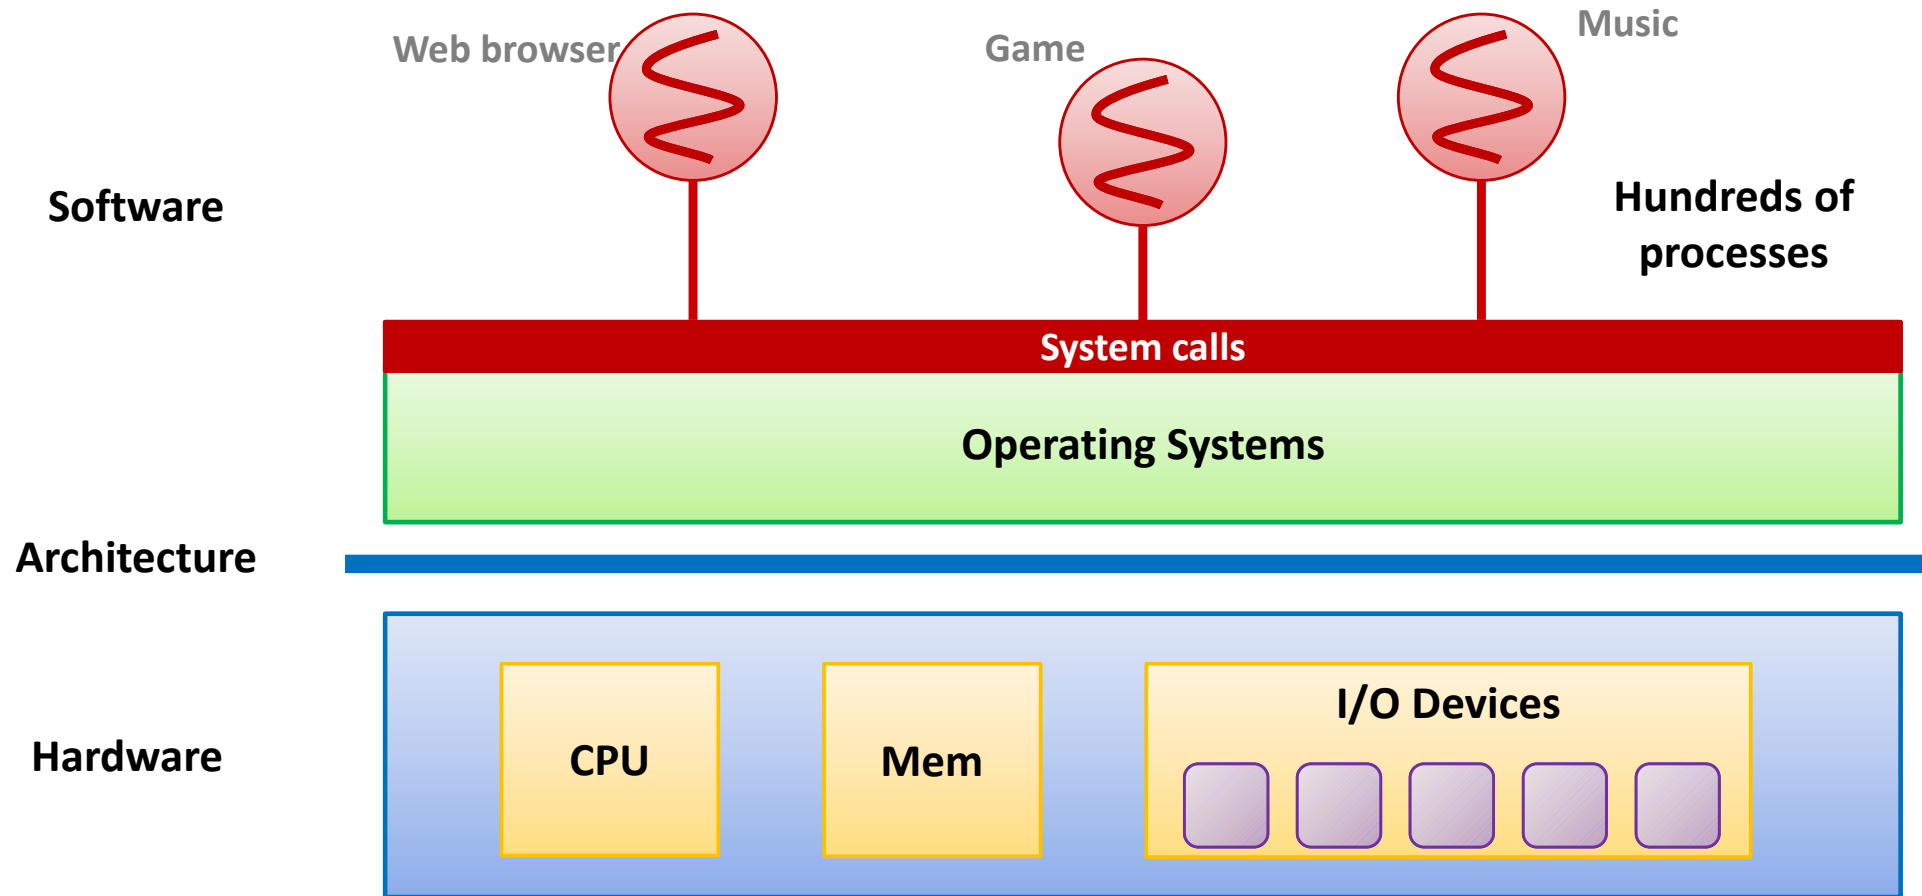 Web browser
Game
Music
Software
Hundreds of
processes
System calls
Operating Systems
Architecture
Hardware
CPU
Mem
I/O Devices